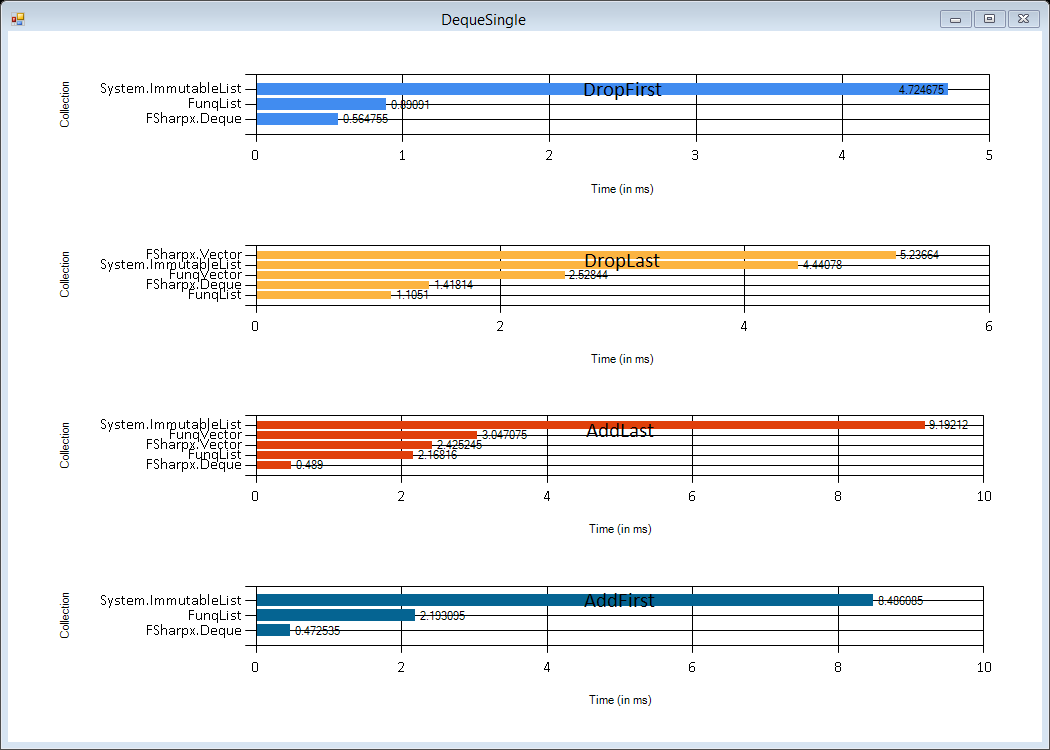 DequeSingle
DropFirst
Collection
System.ImmutableList 4.724675
FunqList 0.89091
FSharpx.Deque 0.564755
0 1 2 3 4 5
Time (in ms)
DropLast
Collection
FSharpx.Vector 5.23664
System.ImmutableList 4.44078
FunqVector 2.52844
FSharpx.Deque 1.41814
FunqList 1.1051
0 2 4 6
Time (in ms)
AddLast
Collection
System.ImmutableList 9.19212
FunqVector 3.047075
FSharpx.Vector 2.425245
FunqList 2.16816
FSharpx.Deque 0.489
0 2 4 6 8 10
Time (in ms)
AddFirst
Collection
System.ImmutableList 8.486085
FunqList 2.193095
FSharpx.Deque 0.472535
0 2 4 6 8 10
Time (in ms)